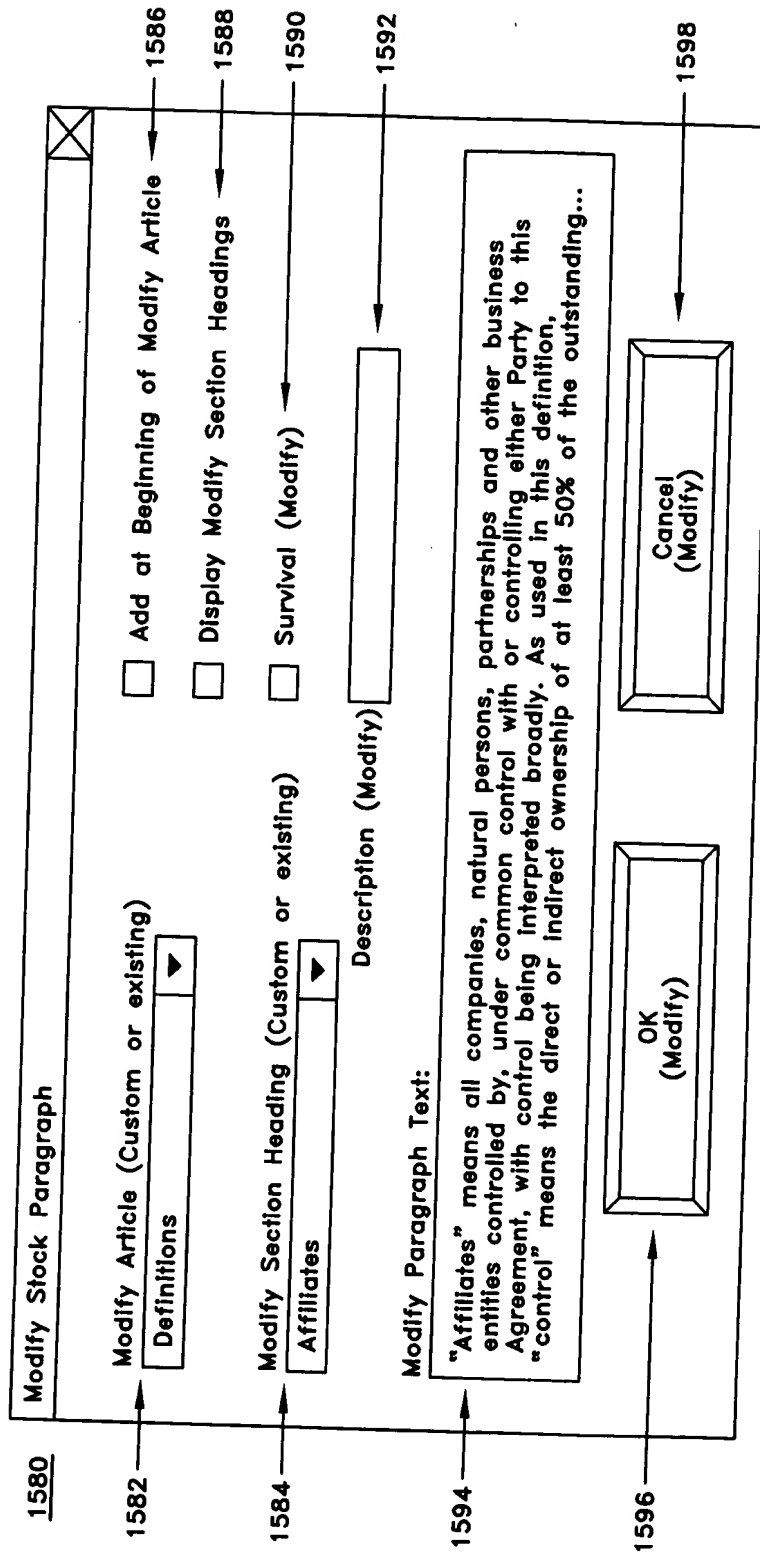 1580
Modify Stock Paragraph
1582
Modify Article (Custom or existing)
Definitions
Add at Beginning of Modify Article
1586
Display Modify Section Headings
1588
1584
Modify Section Heading (Custom or existing)
Affiliates
Survival (Modify)
1590
Description (Modify)
1592
Modify Paragraph Text:
1594
"Affiliates” means all companies, natural persons, partnerships and other business
entities controlled by, under common control with or controlling either Party to this
Agreement, with control being interpreted broadly. As used in this definition,
"control” means the direct or indirect ownership of at least 50% of the outstanding...
1596
OK
(Modify)
Cancel
(Modify)
1598